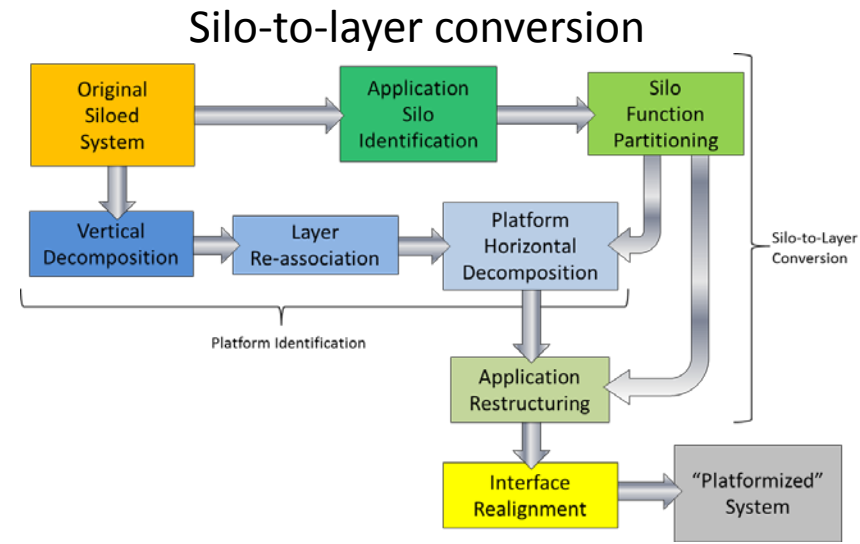 Silo-to-layer conversion
Original
Siloed
System
Application
Silo
Identification
Silo
Function
Partitioning
Vertical
Decomposition
Layer
Re-association
Platform
Horizontal
Decomposition
Silo-to-Layer
Conversion
Platform Identification
Application
Restructuring
Interface
Realignment
“Platformized”
System